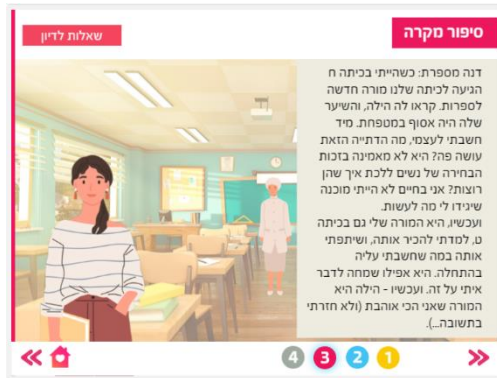 סיפור מקרה
שאלות לדיון
דנה מספרת: כשהייתי בכיתה ח
הגיעה לכיתה שלנו מורה חדשה
לספרות. קראו לה הילה, והשיער
שלה היה אסוף במטפחת. מיד
חשבתי לעצמי, מה הדתייה הזאת
עושה פה? היא לא מאמינה בזכות
הבחירה של נשים ללכת איך שהן
רוצות? אני בחיים לא הייתי מוכנה
שיגידו לי מה לעשות.
ועכשיו, היא המורה שלי גם בכיתה
ט, למדתי להכיר אותה, ושיתפתי
אותה במה שחשבתי עליה
בהתחלה. היא אפילו שמחה לדבר
איתי על זה. ועכשיו - הילה היא
המורה שאני הכי אוהבת (ולא חזרתי
בתשובה...).
1 2 3 4